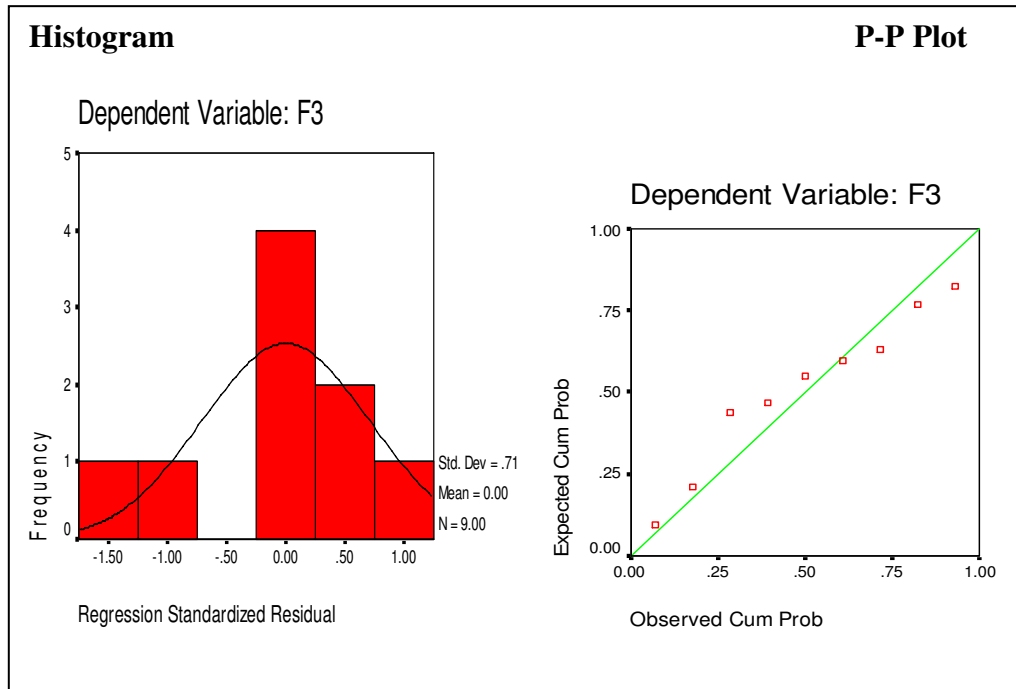 Histogram
P-P Plot
Dependent Variable: F3
Frequency
5
4
3
2
1
0
-1.50
-1.00
-.50
0.00
.50
1.00
Std. Dev = .71
Mean = 0.00
N = 9.00
Regression Standardized Residual
Dependent Variable: F3
Expected Cum Prob
1.00
.75
.50
.25
0.00
0.00
.25
.50
.75
1.00
Observed Cum Prob